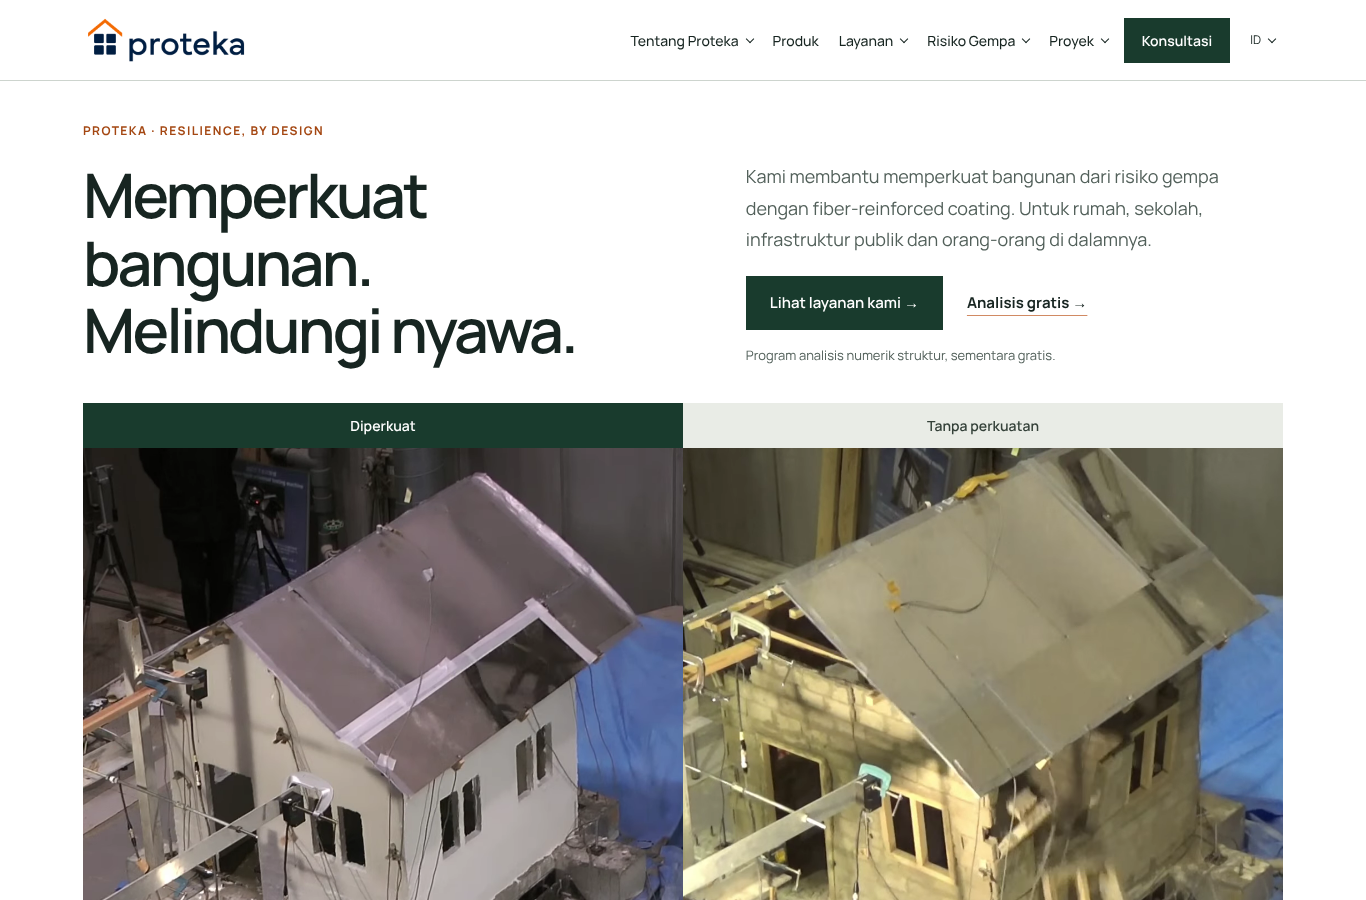 proteka
Tentang Proteka
Produk
Layanan
Risiko Gempa
Proyek
Konsultasi
ID
PROTEKA · RESILIENCE, BY DESIGN
Memperkuat
bangunan.
Melindungi nyawa.
Kami membantu memperkuat bangunan dari risiko gempa
dengan fiber-reinforced coating. Untuk rumah, sekolah,
infrastruktur publik dan orang-orang di dalamnya.
Lihat layanan kami →
Analisis gratis →
Program analisis numerik struktur, sementara gratis.
Diperkuat
Tanpa perkuatan